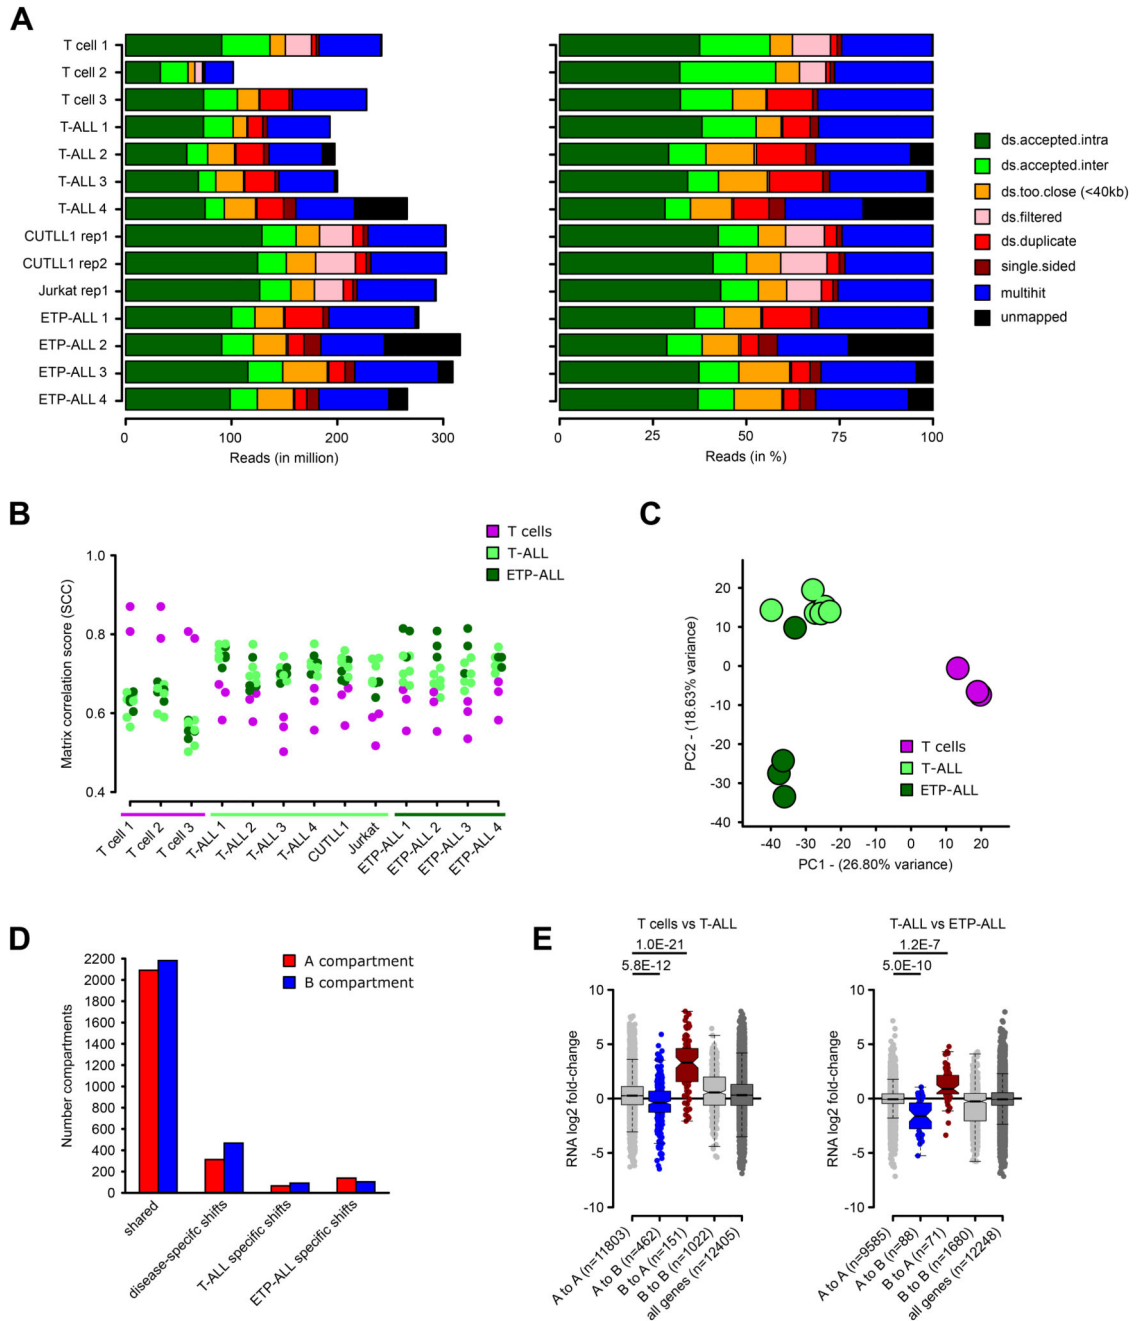 A
T cell 1
T cell 2
T cell 3
T-ALL 1
T-ALL 2
T-ALL 3
T-ALL 4
CUTLL1 rep1
CUTLL1 rep2
Jurkat rep1
ETP-ALL 1
ETP-ALL 2
ETP-ALL 3
ETP-ALL 4
0 100 200 300
Reads (in million)
0 25 50 75 100
Reads (in %)
ds.accepted.intra
ds.accepted.inter
ds.too.close (<40kb)
ds.filtered
ds.duplicate
single.sided
multihit
unmapped
B
T cells
T-ALL
ETP-ALL
Matrix correlation score (SCC)
1.0
0.8
0.6
0.4
T cell 1
T cell 2
T cell 3
T-ALL 1
T-ALL 2
T-ALL 3
T-ALL 4
CUTLL1
Jurkat
ETP-ALL 1
ETP-ALL 2
ETP-ALL 3
ETP-ALL 4
C
PC2 - (18.63% variance)
20
10
0
-10
-20
-30
-40
T cells
T-ALL
ETP-ALL
-40 -30 -20 -10 0 10 20
PC1 - (26.80% variance)
D
Number compartments
2200
2000
1800
1600
1400
1200
1000
800
600
400
200
0
A compartment
B compartment
shared
disease-specifc shifts
T-ALL specific shifts
ETP-ALL specific shifts
E
T cells vs T-ALL
1.0E-21
5.8E-12
RNA log2 fold-change
10
5
0
-5
-10
A to A (n=11803)
A to B (n=462)
B to A (n=151)
B to B (n=1022)
all genes (n=12405)
T-ALL vs ETP-ALL
1.2E-7
5.0E-10
RNA log2 fold-change
10
5
0
-5
-10
A to A (n=9585)
A to B (n=88)
B to A (n=71)
B to B (n=1680)
all genes (n=12248)